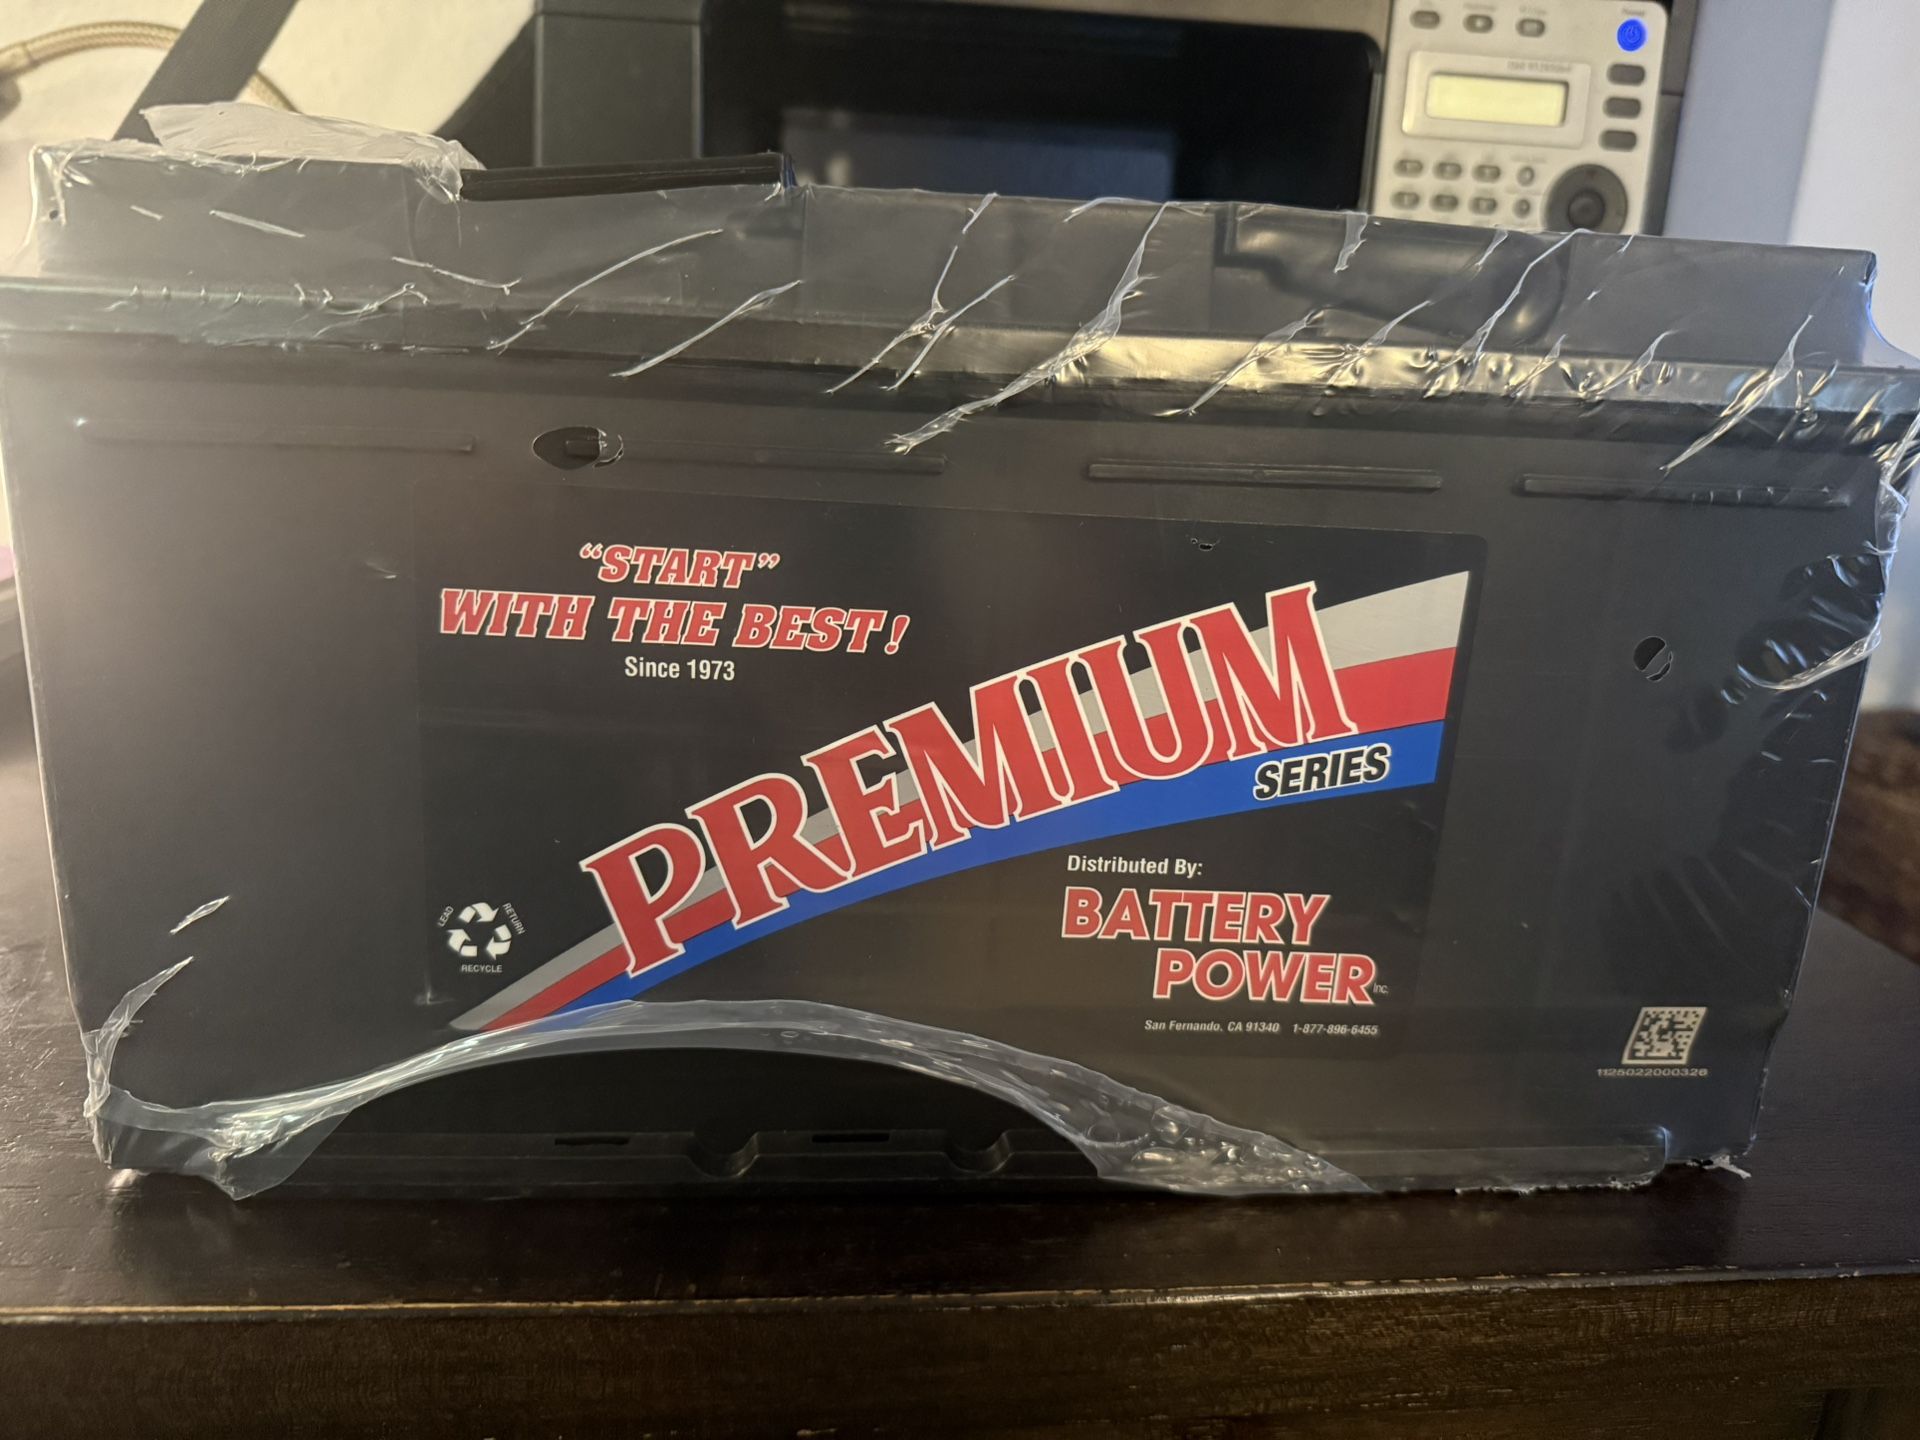 “START”
WITH THE BEST!
Since 1973
PREMIUM
SERIES
Distributed By:
BATTERY
POWER Inc.
San Fernando, CA 91340 1-877-896-6455
LEAD
RETURN
RECYCLE
1125022000326